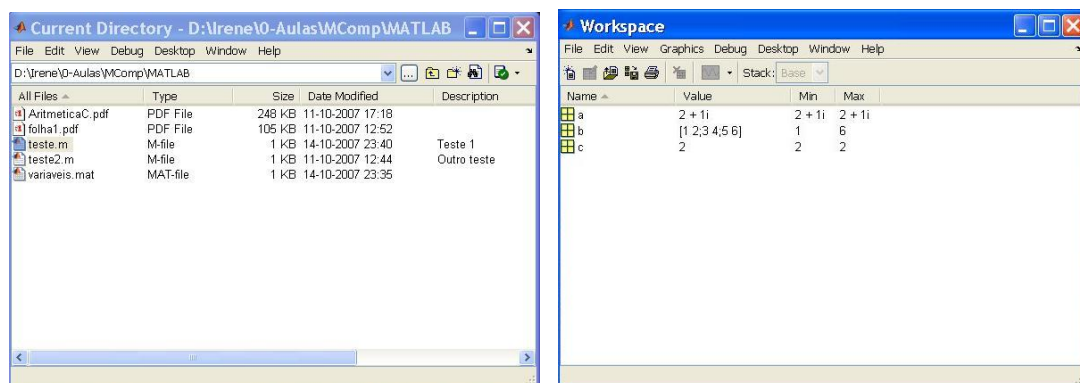 Current Directory - D:\Irene\0-Aulas\MComp\MATLAB
File Edit View Debug Desktop Window Help
D:\Irene\0-Aulas\MComp\MATLAB
All Files Type Size Date Modified Description
AritmeticaC.pdf PDF File 248 KB 11-10-2007 17:18
folha1.pdf PDF File 105 KB 11-10-2007 12:52
teste.m M-file 1 KB 14-10-2007 23:40 Teste 1
teste2.m M-file 1 KB 11-10-2007 12:44 Outro teste
variaveis.mat MAT-file 1 KB 14-10-2007 23:35
Workspace
File Edit View Graphics Debug Desktop Window Help
Stack: Base
Name Value Min Max
a 2 + 1i 2 + 1i 2 + 1i
b [1 2;3 4;5 6] 1 6
c 2 2 2